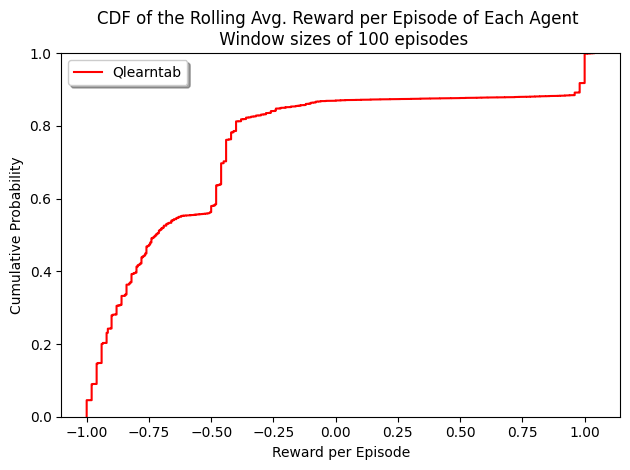 CDF of the Rolling Avg. Reward per Episode of Each Agent
Window sizes of 100 episodes
Qlearntab
Cumulative Probability
1.0
0.8
0.6
0.4
0.2
0.0
−1.00 −0.75 −0.50 −0.25 0.00 0.25 0.50 0.75 1.00
Reward per Episode